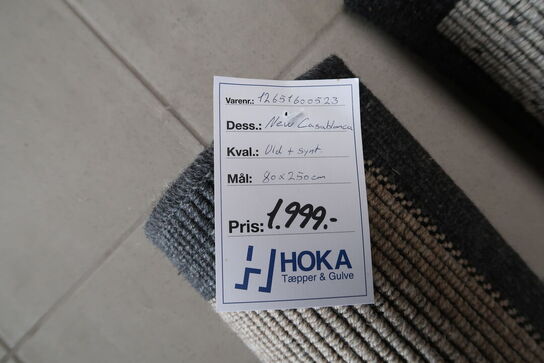 Varenr.: 12651600523
Dess.: New Casablanca
Kval.: Uld + synt
Mål: 80x250cm
Pris: 1.999.-
HOKA
Tæpper & Gulve